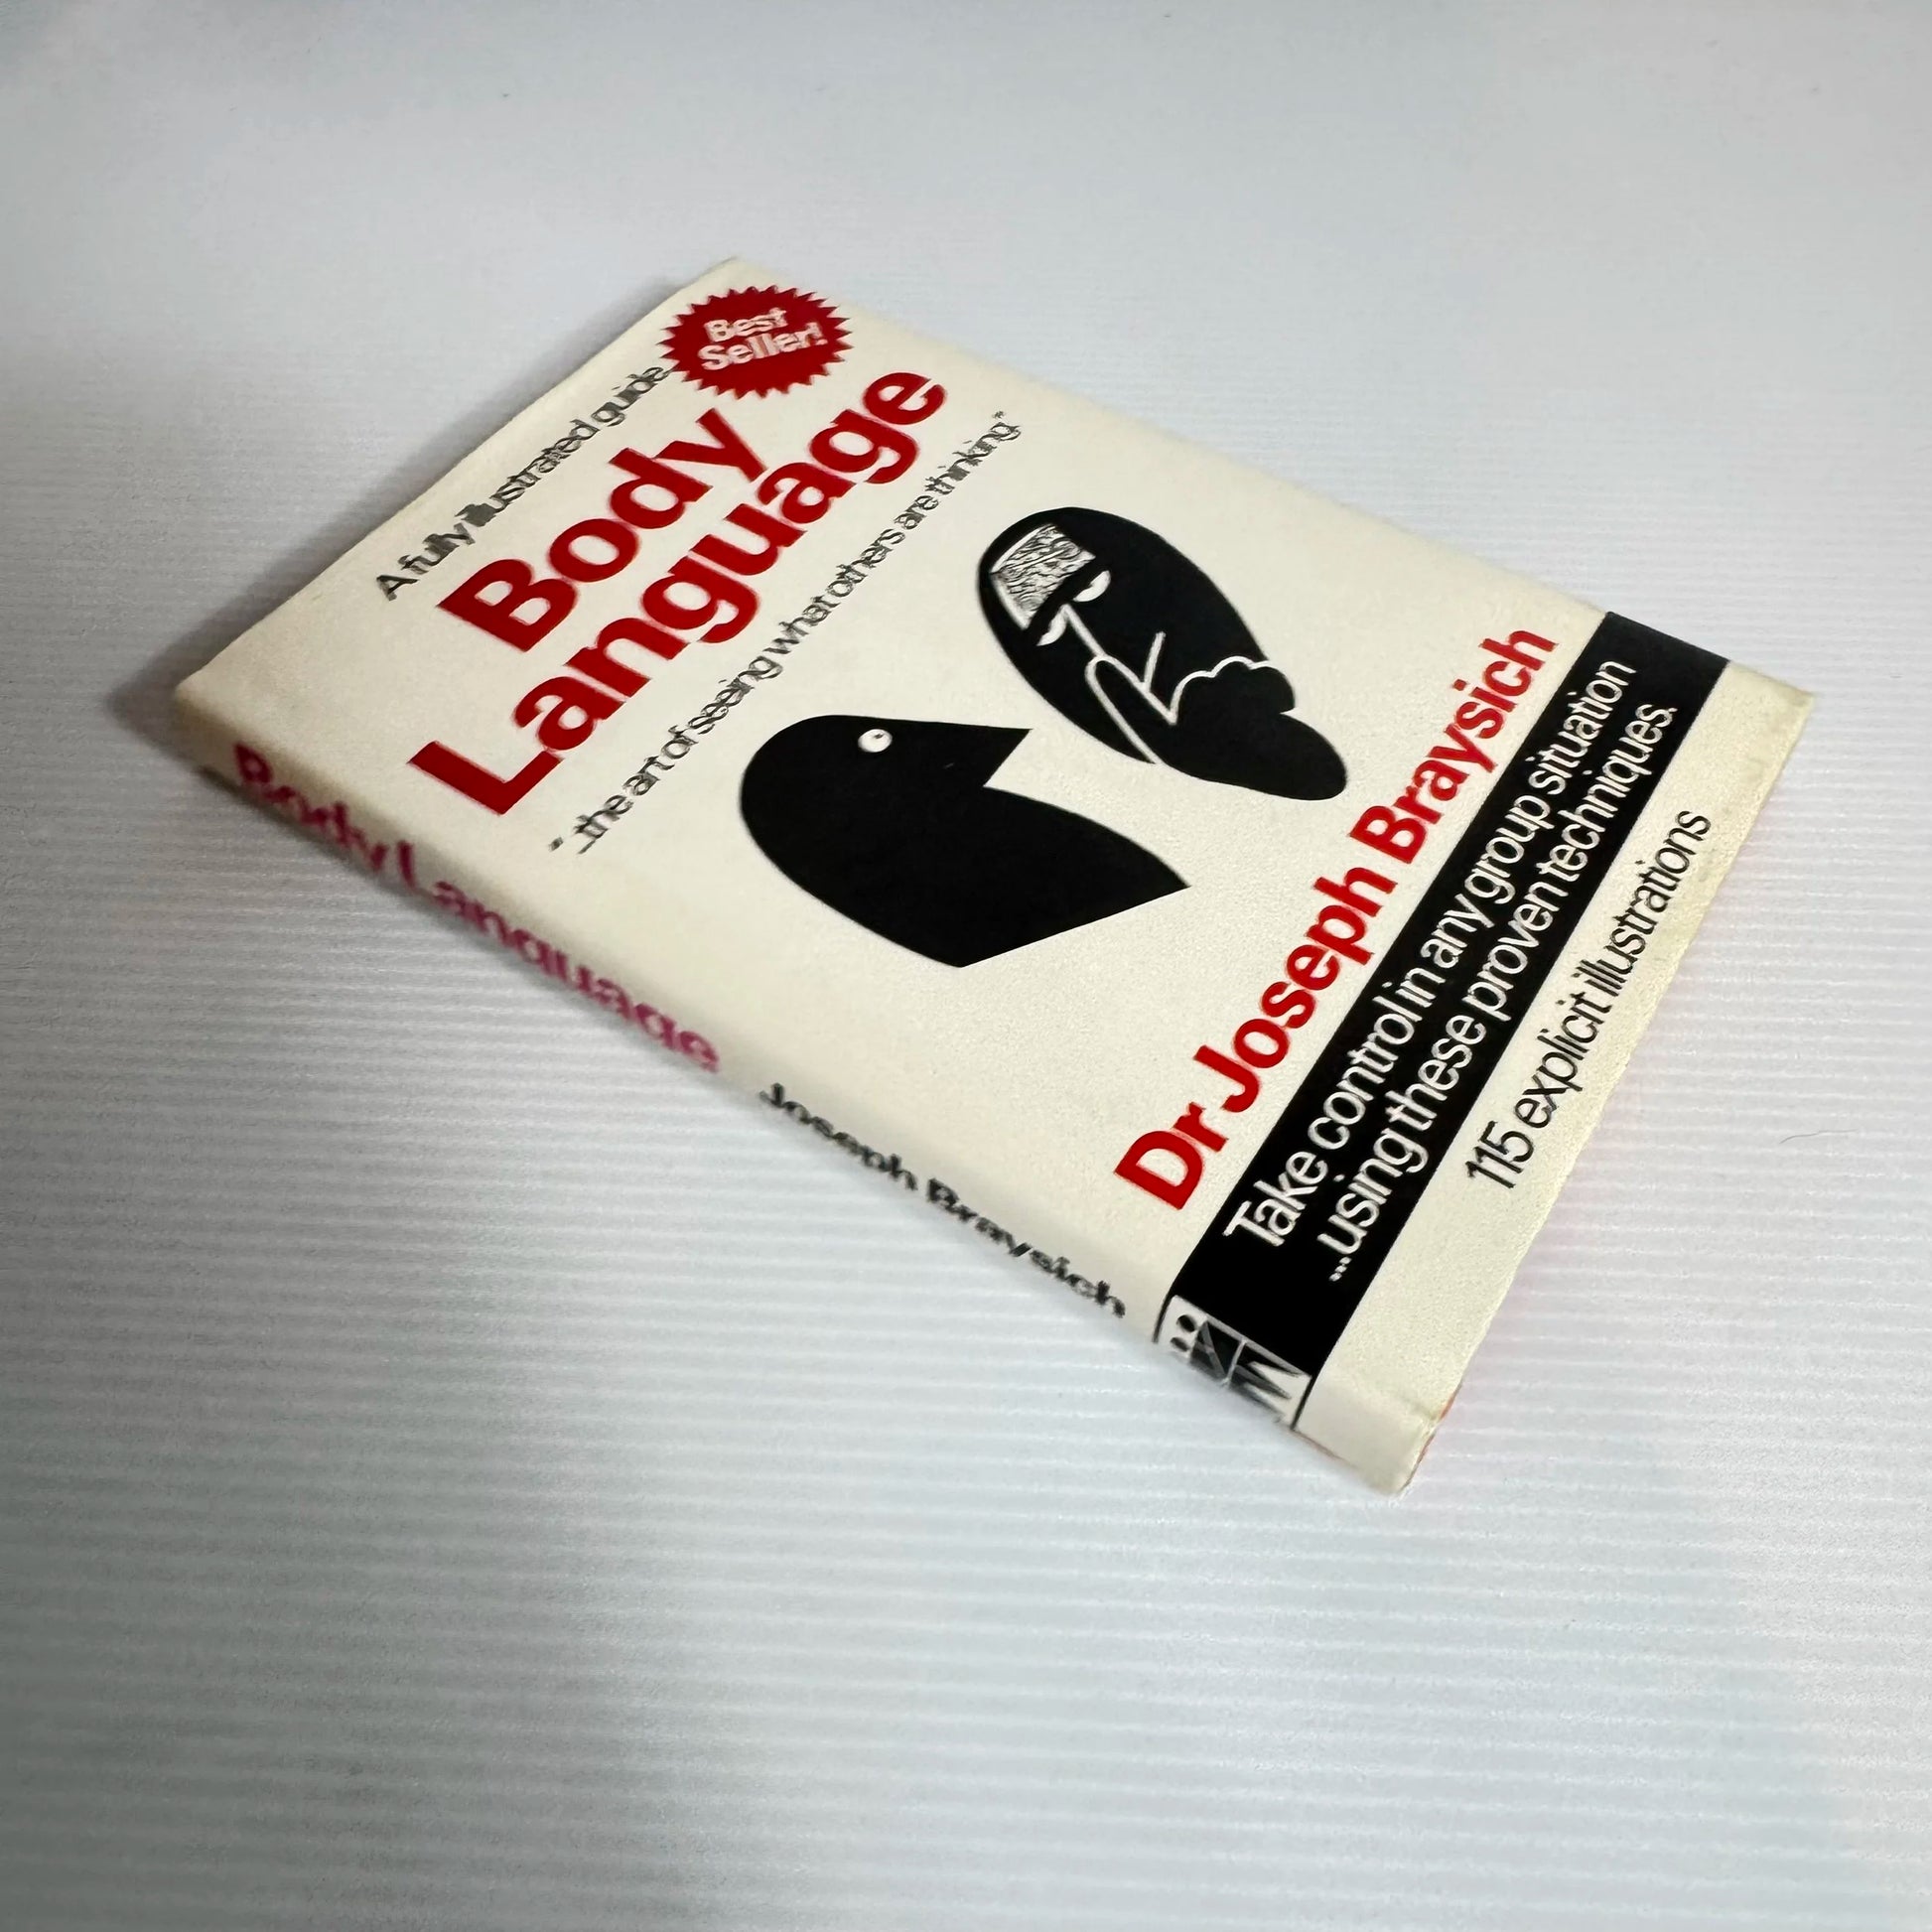 A fully illustrated guide
Best
Seller!
Body
Language
"...the art of seeing what others are thinking"
Dr Joseph Braysich
Take control in any group situation
...using these proven techniques.
115 explicit illustrations
Body Language
Joseph Braysich